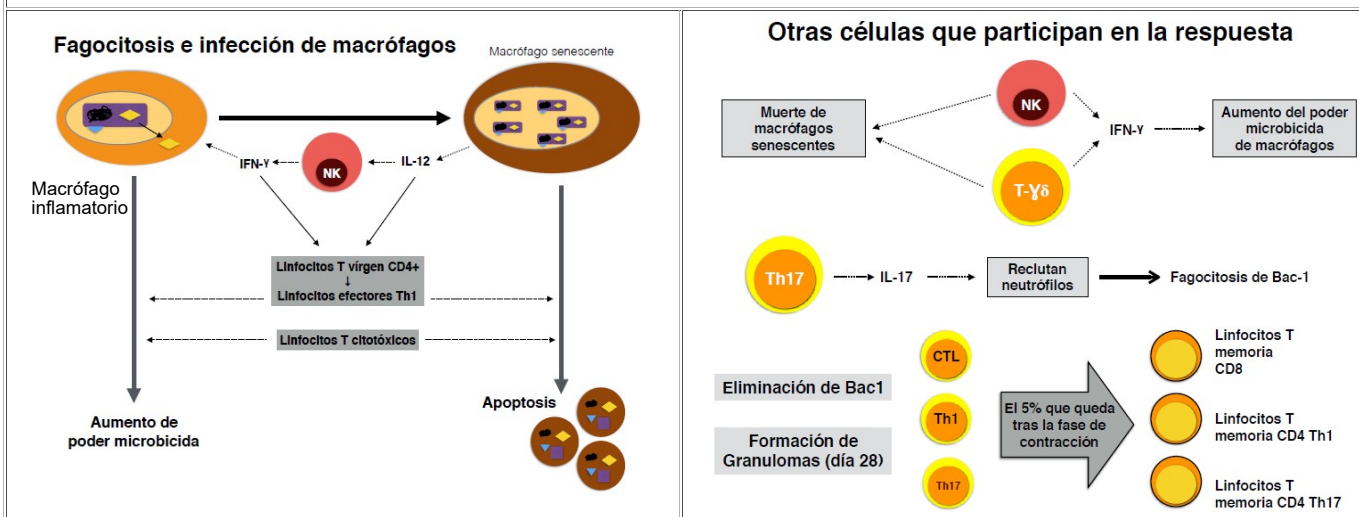 Fagocitosis e infección de macrófagos
Macrófago senescente
IFN-γ
NK
IL-12
Macrófago
inflamatorio
Linfocitos T virgen CD4+
↓
Linfocitos efectores Th1
Linfocitos T citotóxicos
Aumento de
poder microbicida
Apoptosis
Otras células que participan en la respuesta
Muerte de
macrófagos
senescentes
NK
T-γδ
IFN-γ
Aumento del poder
microbicida
de macrófagos
Th17
IL-17
Reclutan
neutrófilos
Fagocitosis de Bac-1
Eliminación de Bac1
Formación de
Granulomas (día 28)
CTL
Th1
Th17
El 5% que queda
tras la fase de
contracción
Linfocitos T
memoria
CD8
Linfocitos T
memoria CD4 Th1
Linfocitos T
memoria CD4 Th17